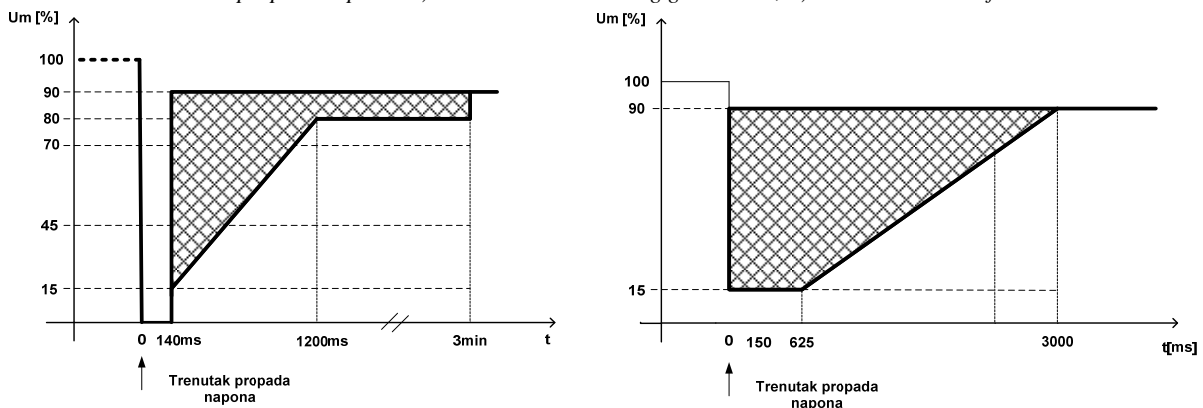 Um [%]
100
90
80
70
45
15
0 140ms 1200ms 3min t
Trenutak propada
napona
Um [%]
100
90
15
0 150 625 3000 t[ms]
Trenutak propada
napona